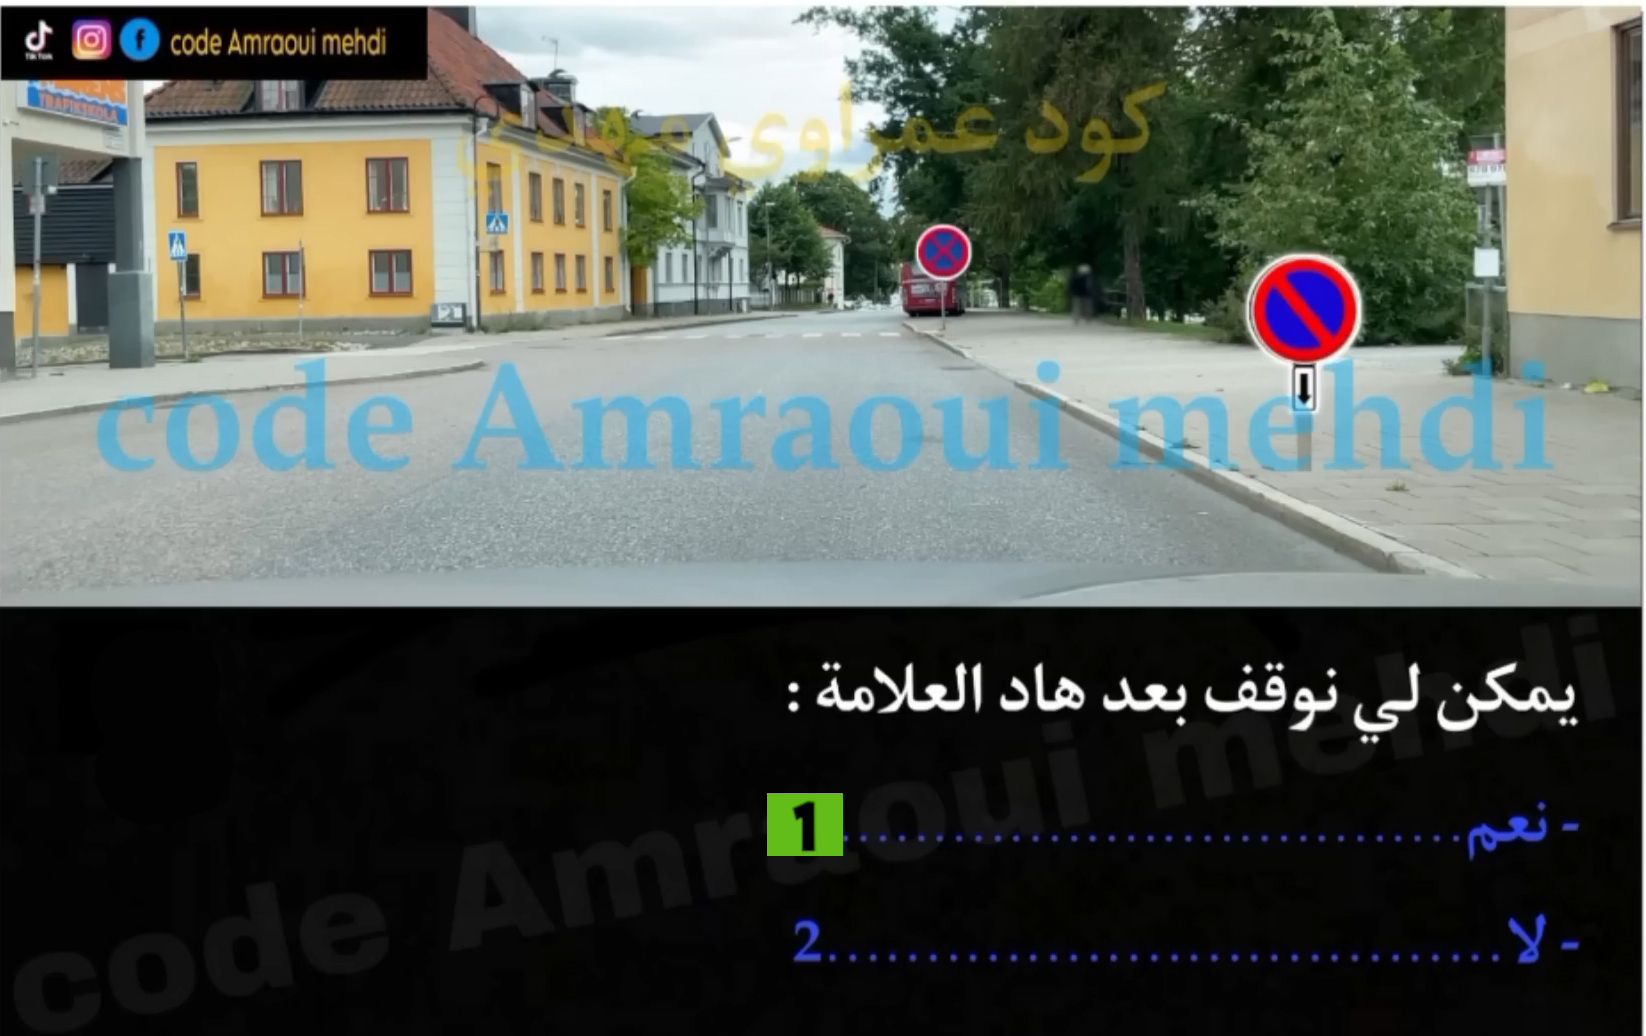 code Amraoui mehdi
TRAFIKSKOLA
كود عمراوي مهدي
code Amraoui mehdi
يمكن لي نوقف بعد هاد العلامة :
- نعم.................................1
- لا...................................2
code Amraoui mehdi